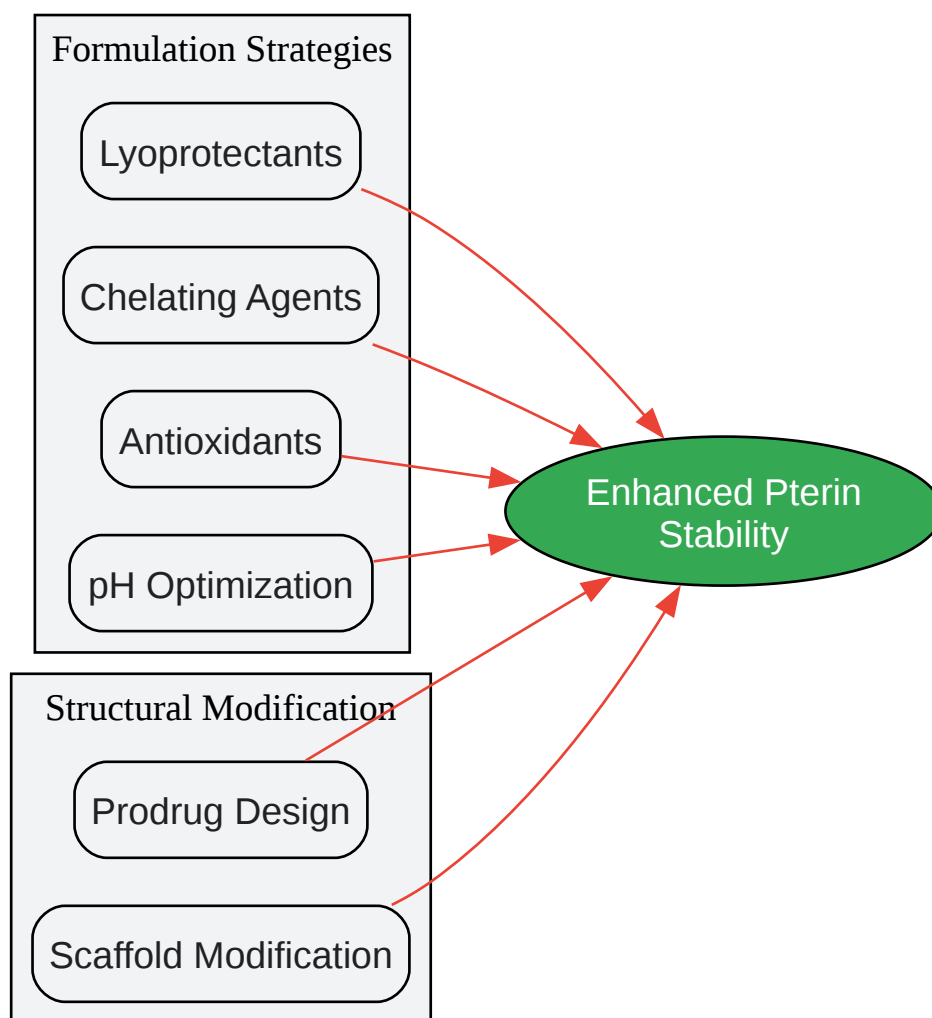 Formulation Strategies
Lyoprotectants
Chelating Agents
Antioxidants
pH Optimization
Enhanced Pterin
Stability
Structural Modification
Prodrug Design
Scaffold Modification